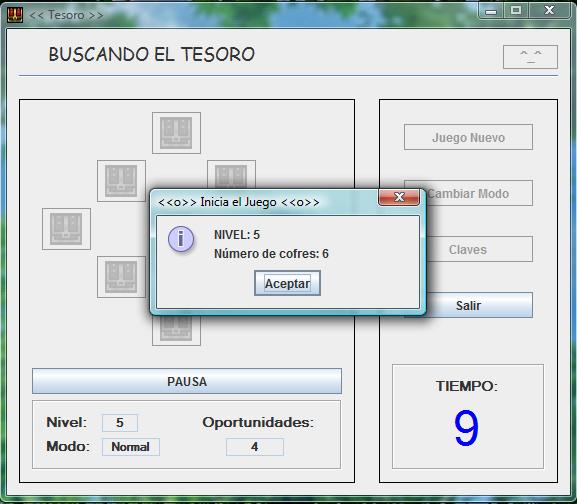 << Tesoro >>
BUSCANDO EL TESORO
^_^
Juego Nuevo
Cambiar Modo
Claves
Salir
<<o>> Inicia el Juego <<o>>
NIVEL: 5
Número de cofres: 6
Aceptar
PAUSA
Nivel: 5 Oportunidades:
Modo: Normal 4
TIEMPO:
9